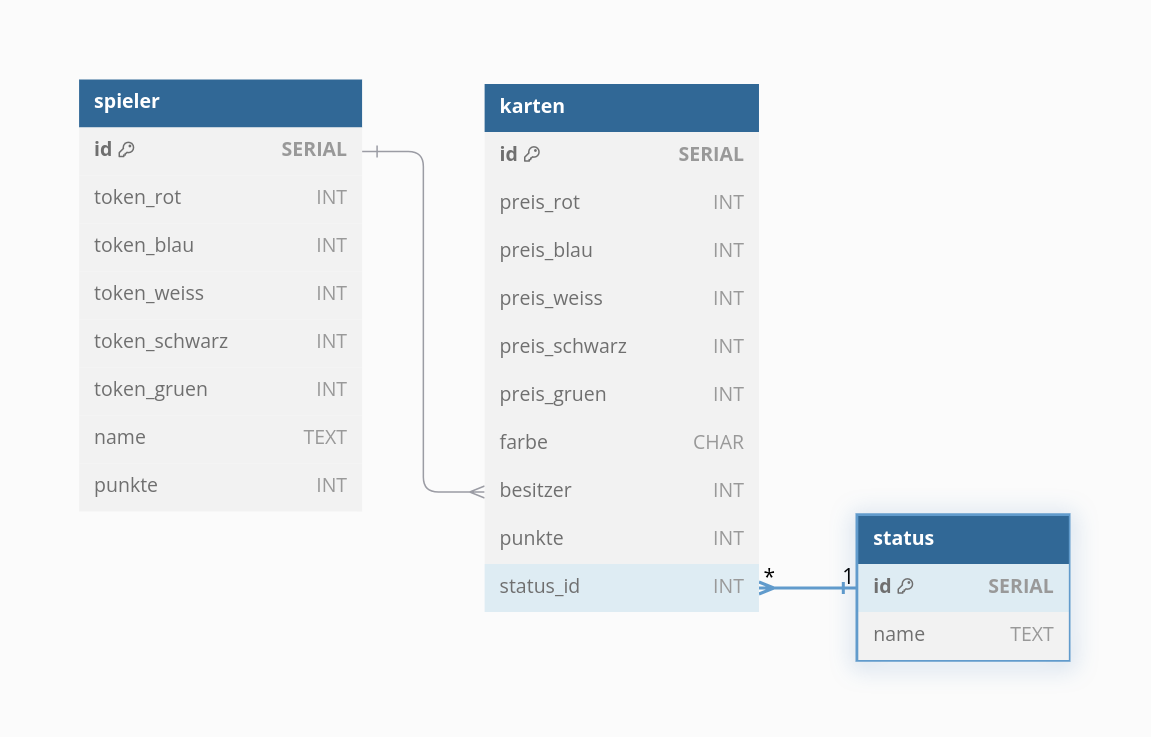 spieler
id SERIAL
token_rot INT
token_blau INT
token_weiss INT
token_schwarz INT
token_gruen INT
name TEXT
punkte INT
karten
id SERIAL
preis_rot INT
preis_blau INT
preis_weiss INT
preis_schwarz INT
preis_gruen INT
farbe CHAR
besitzer INT
punkte INT
status_id INT
* 1
status
id SERIAL
name TEXT